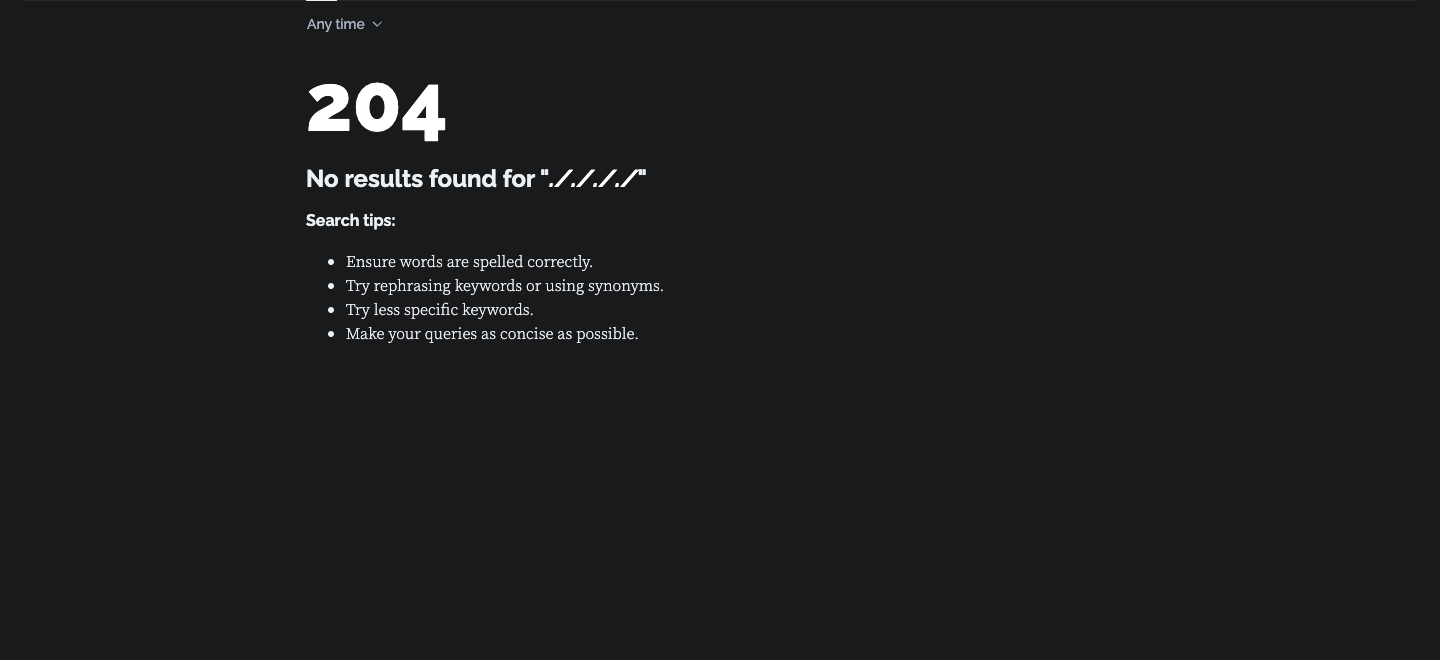 Any time
204
No results found for "./././././"
Search tips:
Ensure words are spelled correctly.
Try rephrasing keywords or using synonyms.
Try less specific keywords.
Make your queries as concise as possible.